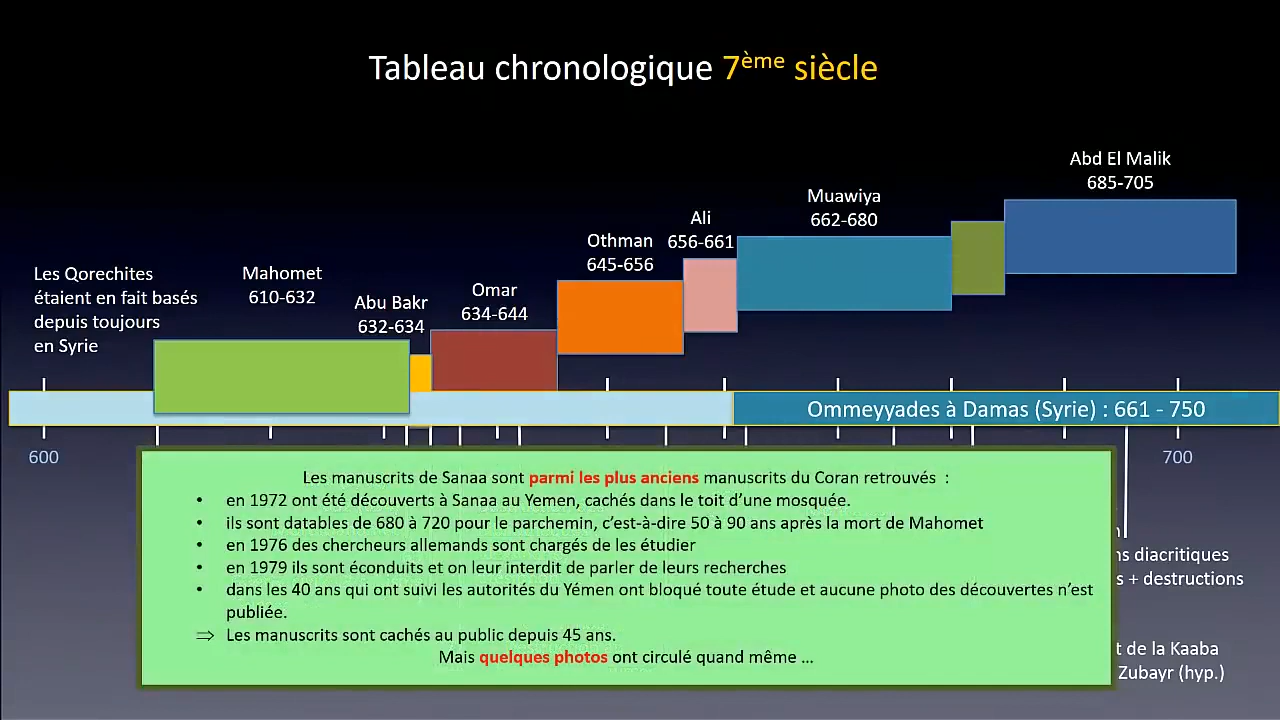 Tableau chronologique 7ème siècle
Abd El Malik
685-705
Muawiya
662-680
Ali
656-661
Othman
645-656
Omar
634-644
Abu Bakr
632-634
Mahomet
610-632
Les Qorechites
étaient en fait basés
depuis toujours
en Syrie
Ommeyyades à Damas (Syrie) : 661 - 750
600
700
Les manuscrits de Sanaa sont parmi les plus anciens manuscrits du Coran retrouvés :
• en 1972 ont été découverts à Sanaa au Yemen, cachés dans le toit d’une mosquée.
• ils sont datables de 680 à 720 pour le parchemin, c’est-à-dire 50 à 90 ans après la mort de Mahomet
• en 1976 des chercheurs allemands sont chargés de les étudier
• en 1979 ils sont éconduits et on leur interdit de parler de leurs recherches
• dans les 40 ans qui ont suivi les autorités du Yémen ont bloqué toute étude et aucune photo des découvertes n’est
publiée.
⇒ Les manuscrits sont cachés au public depuis 45 ans.
Mais quelques photos ont circulé quand même …
diacritiques
+ destructions
de la Kaaba
Zubayr (hyp.)